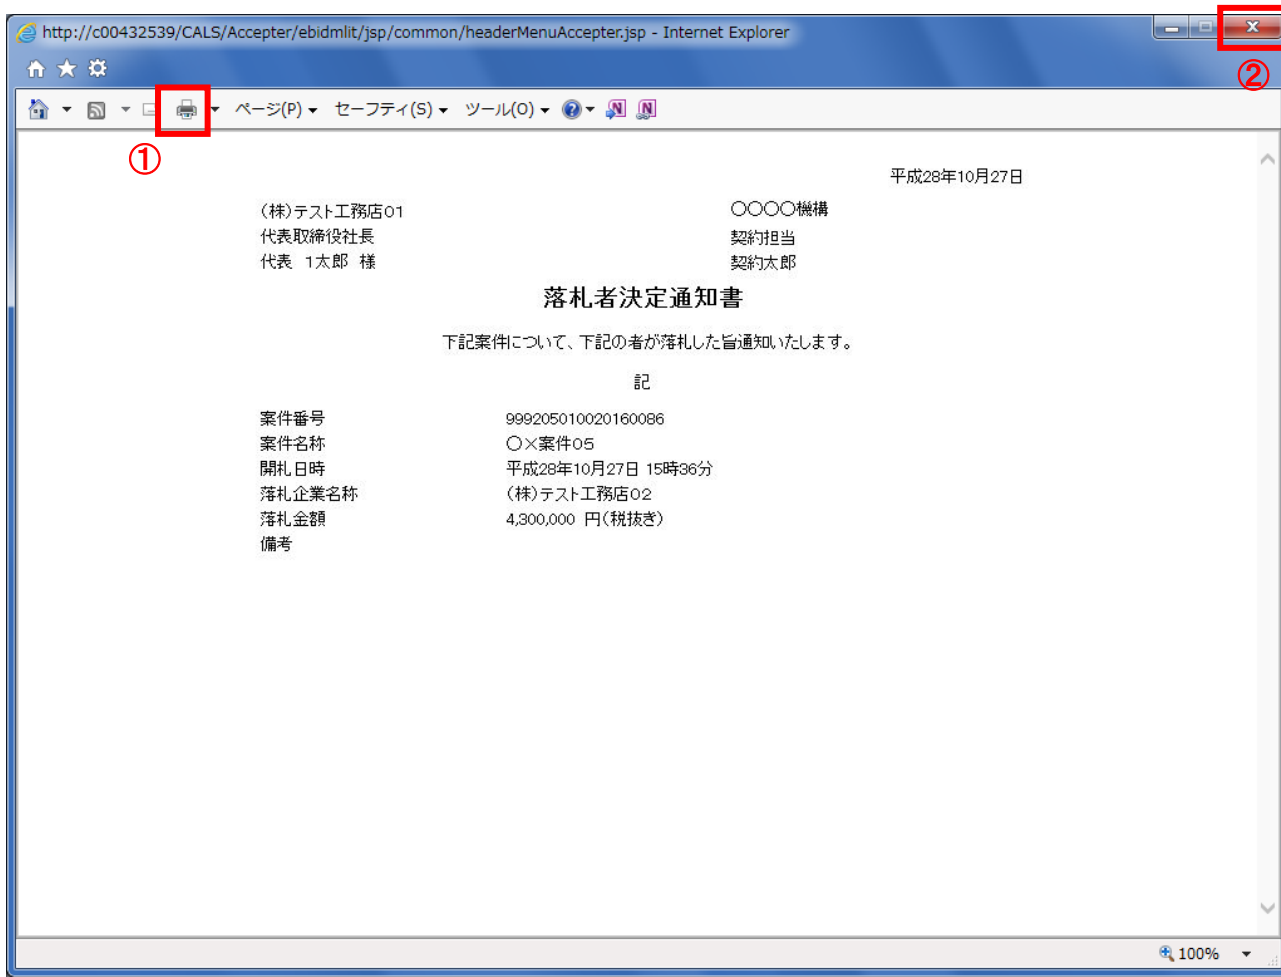 http://c00432539/CALS/Accepter/ebidmlit/jsp/common/headerMenuAccepter.jsp - Internet Explorer
②
ページ(P) セーフティ(S) ツール(O)
①
平成28年10月27日
(株)テスト工務店01
〇〇〇〇機構
代表取締役社長
契約担当
代表 1太郎 様
契約太郎
落札者決定通知書
下記案件について、下記の者が落札した旨通知いたします。
記
案件番号 999205010020160086
案件名称 〇×案件05
開札日時 平成28年10月27日 15時36分
落札企業名称 (株)テスト工務店02
落札金額 4,300,000 円(税抜き)
備考
100%